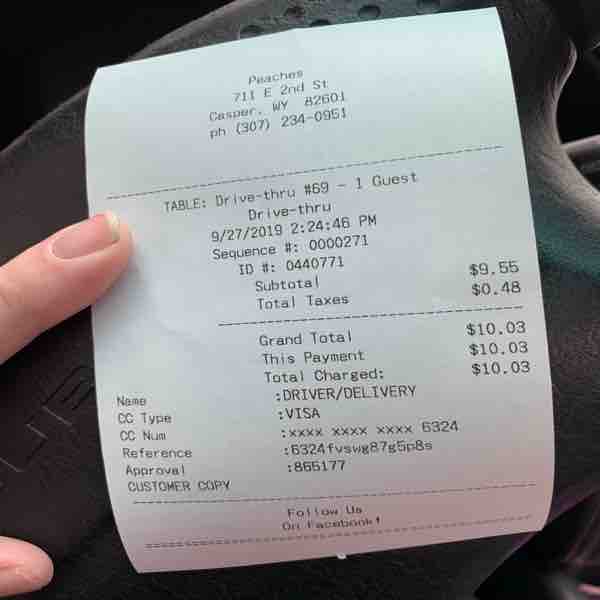 Peaches
711 E 2nd St
Casper, WY 82601
ph (307) 234-0951
TABLE: Drive-thru #69 - 1 Guest
Drive-thru
9/27/2019 2:24:46 PM
Sequence #: 0000271
ID #: 0440771
Subtotal $9.55
Total Taxes $0.48
Grand Total $10.03
This Payment $10.03
Total Charged: $10.03
Name :DRIVER/DELIVERY
CC Type :VISA
CC Num :xxxx xxxx xxxx 6324
Reference :6324fvswg87g5p8s
Approval :865177
CUSTOMER COPY
Follow Us
On Facebook!